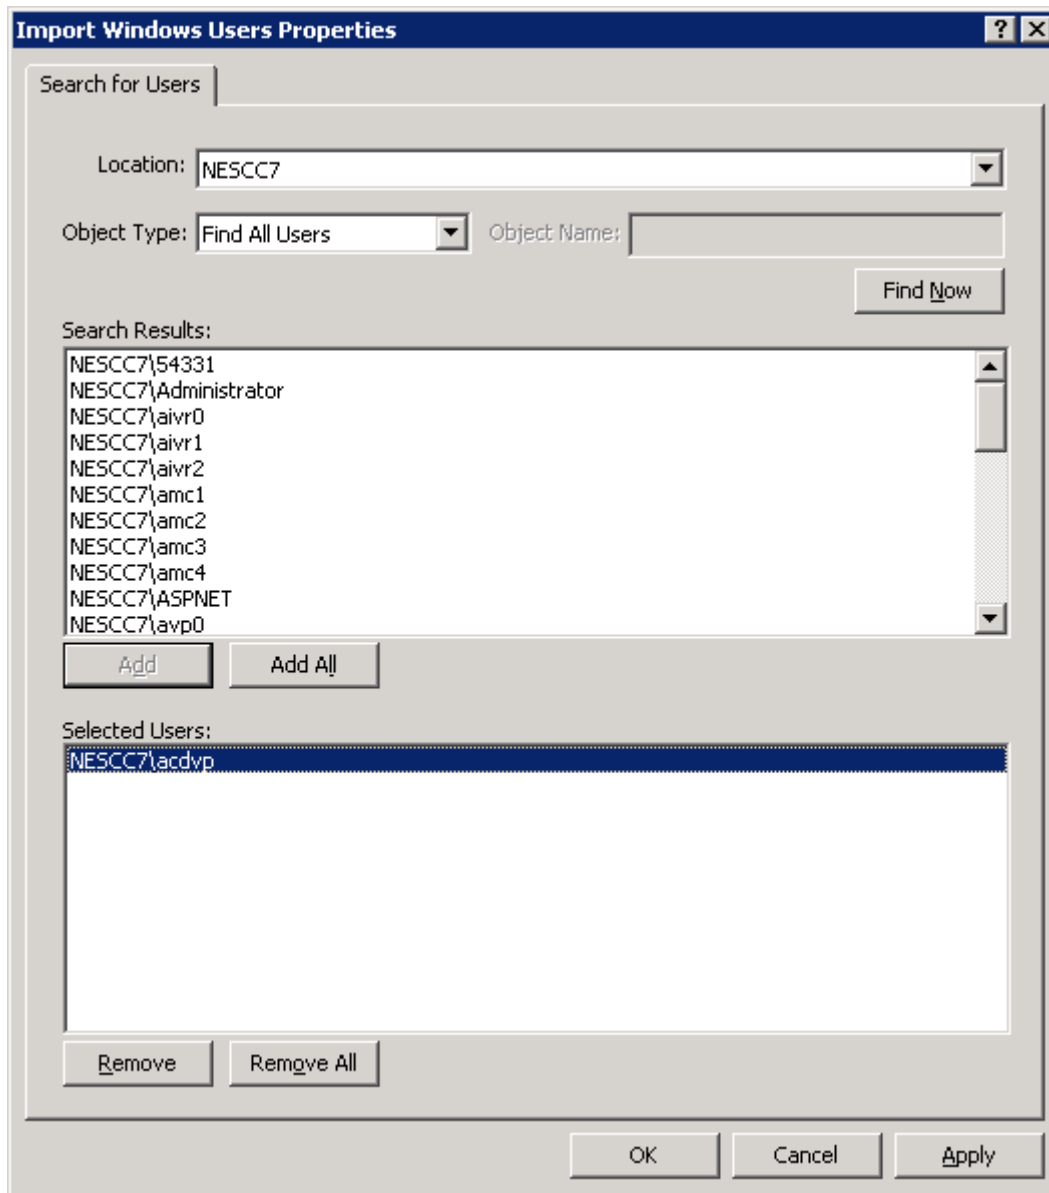 Import Windows Users Properties
Search for Users
Location: NESCC7
Object Type: Find All Users Object Name:
Find Now
Search Results:
NESCC7\54331
NESCC7\Administrator
NESCC7\aivr0
NESCC7\aivr1
NESCC7\aivr2
NESCC7\amc1
NESCC7\amc2
NESCC7\amc3
NESCC7\amc4
NESCC7\ASPNET
NESCC7\avp0
Add Add All
Selected Users:
NESCC7\acdvp
Remove Remove All
OK Cancel Apply